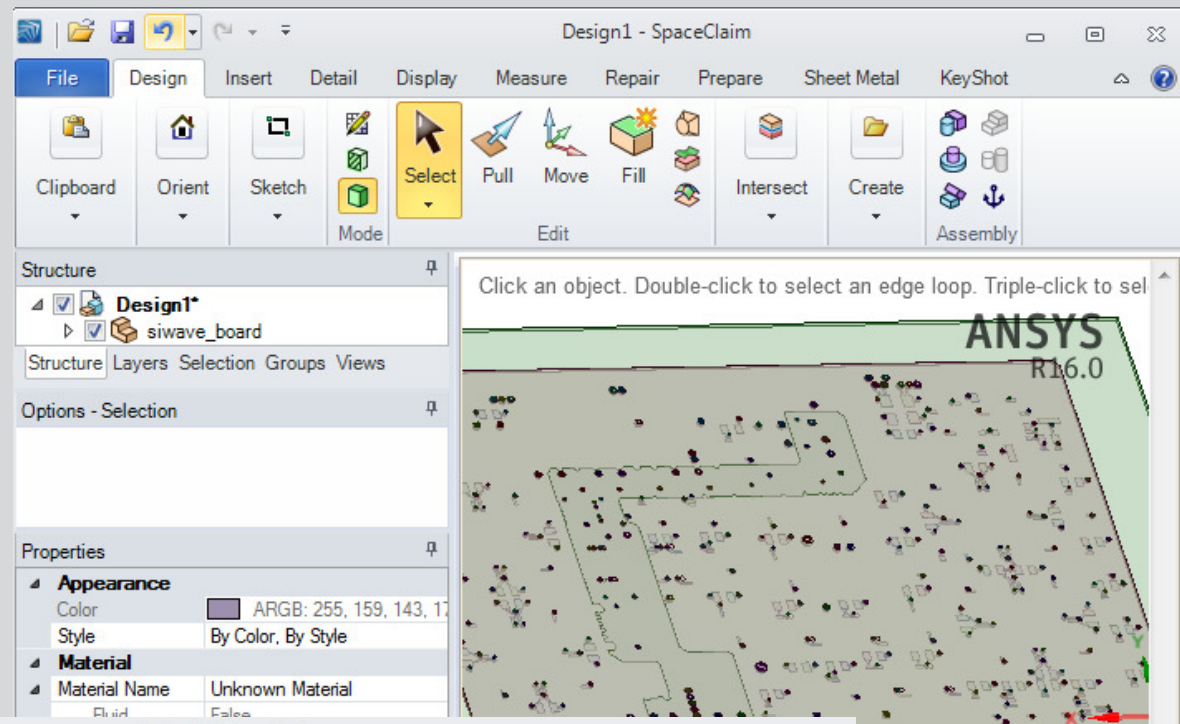 Design1 - SpaceClaim
File Design Insert Detail Display Measure Repair Prepare Sheet Metal KeyShot
Clipboard Orient Sketch Select Pull Move Fill Intersect Create
Mode Edit Assembly
Structure
Design1*
siwave_board
Structure Layers Selection Groups Views
Options - Selection
Properties
Appearance
Color ARGB: 255, 159, 143, 17
Style By Color, By Style
Material
Material Name Unknown Material
Fluid False
Click an object. Double-click to select an edge loop. Triple-click to sel
ANSYS
R16.0
Y
X